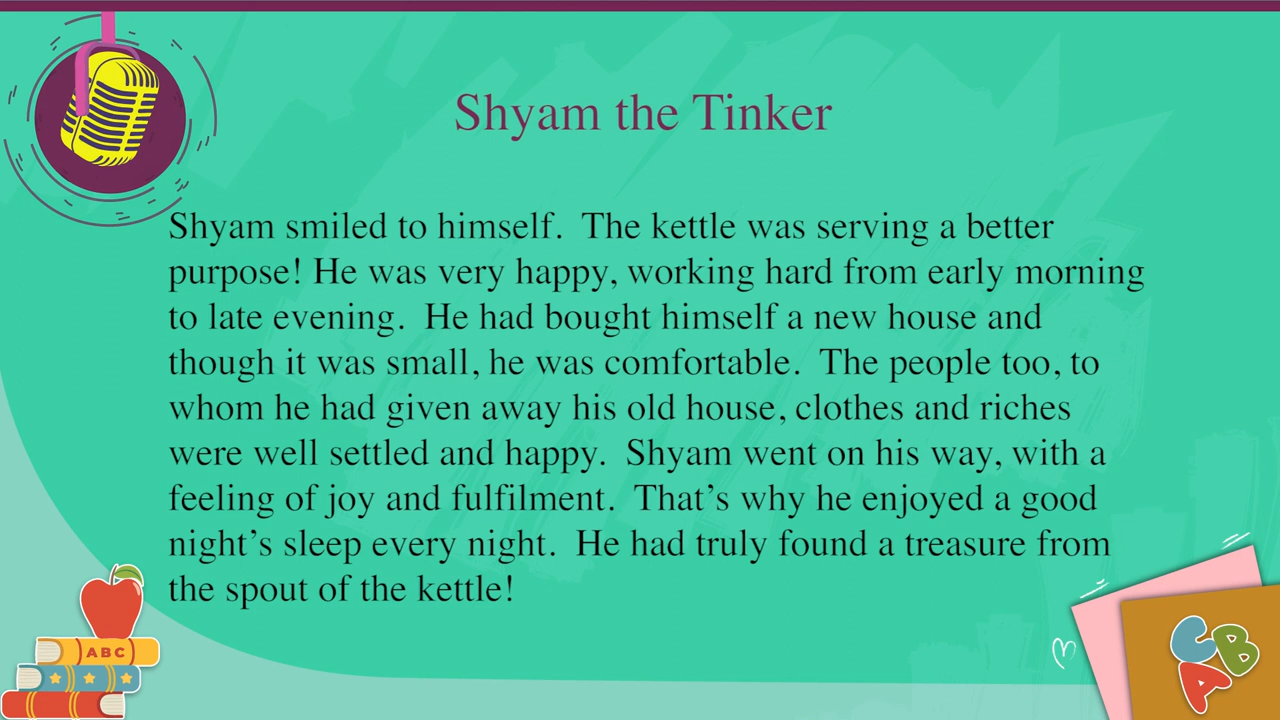 Shyam the Tinker
Shyam smiled to himself.  The kettle was serving a better
purpose! He was very happy, working hard from early morning
to late evening.  He had bought himself a new house and
though it was small, he was comfortable.  The people too, to
whom he had given away his old house, clothes and riches
were well settled and happy.  Shyam went on his way, with a
feeling of joy and fulfilment.  That’s why he enjoyed a good
night’s sleep every night.  He had truly found a treasure from
the spout of the kettle!
ABC
C B
A